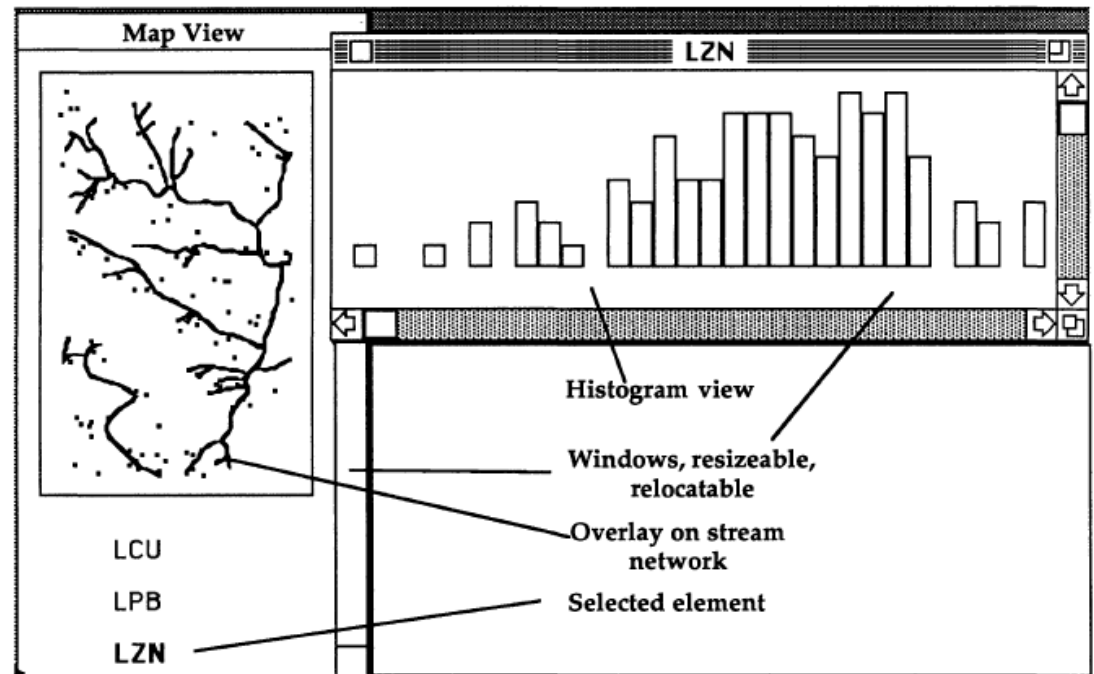 Map View
LZN
Histogram view
Windows, resizeable,
relocatable
Overlay on stream
network
Selected element
LCU
LPB
LZN